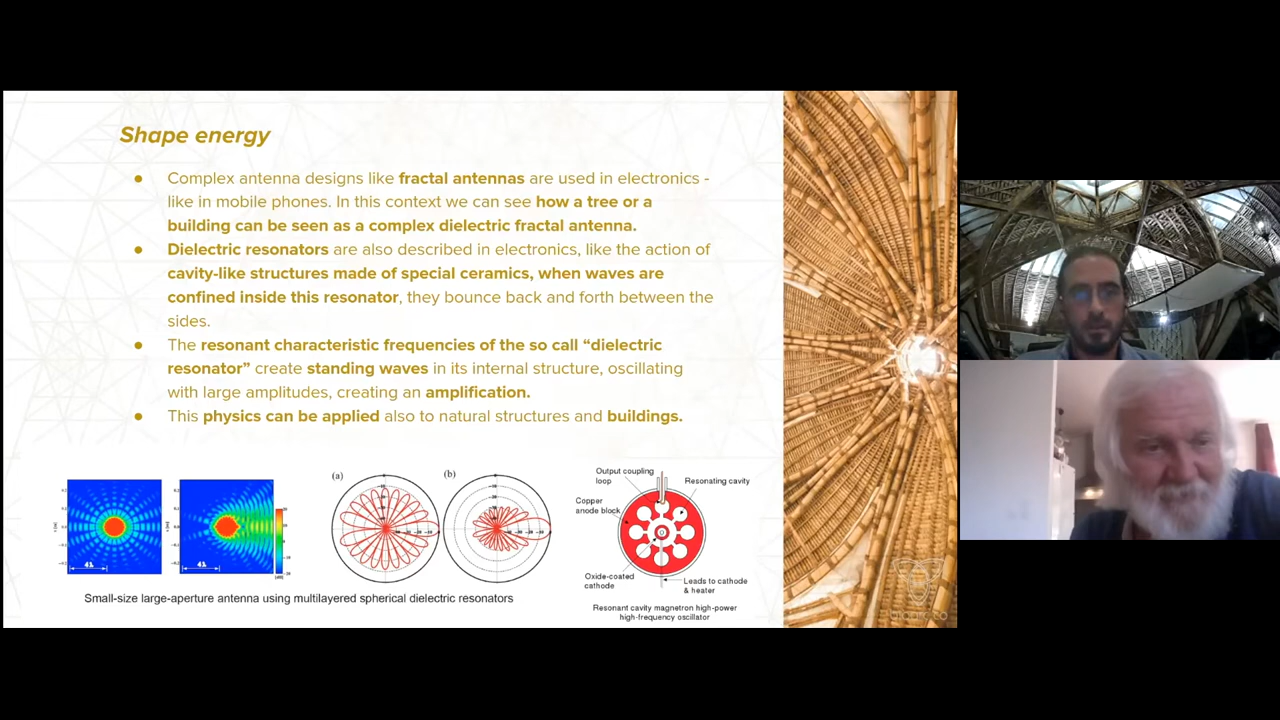 Shape energy
● Complex antenna designs like fractal antennas are used in electronics -
like in mobile phones. In this context we can see how a tree or a
building can be seen as a complex dielectric fractal antenna.
● Dielectric resonators are also described in electronics, like the action of
cavity-like structures made of special ceramics, when waves are
confined inside this resonator, they bounce back and forth between the
sides.
● The resonant characteristic frequencies of the so call “dielectric
resonator” create standing waves in its internal structure, oscillating
with large amplitudes, creating an amplification.
● This physics can be applied also to natural structures and buildings.
(a)
(b)
4λ
4λ
Small-size large-aperture antenna using multilayered spherical dielectric resonators
Output coupling
loop
Resonating cavity
Copper
anode block
Oxide-coated
cathode
Leads to cathode
& heater
Resonant cavity magnetron high-power
high-frequency oscillator